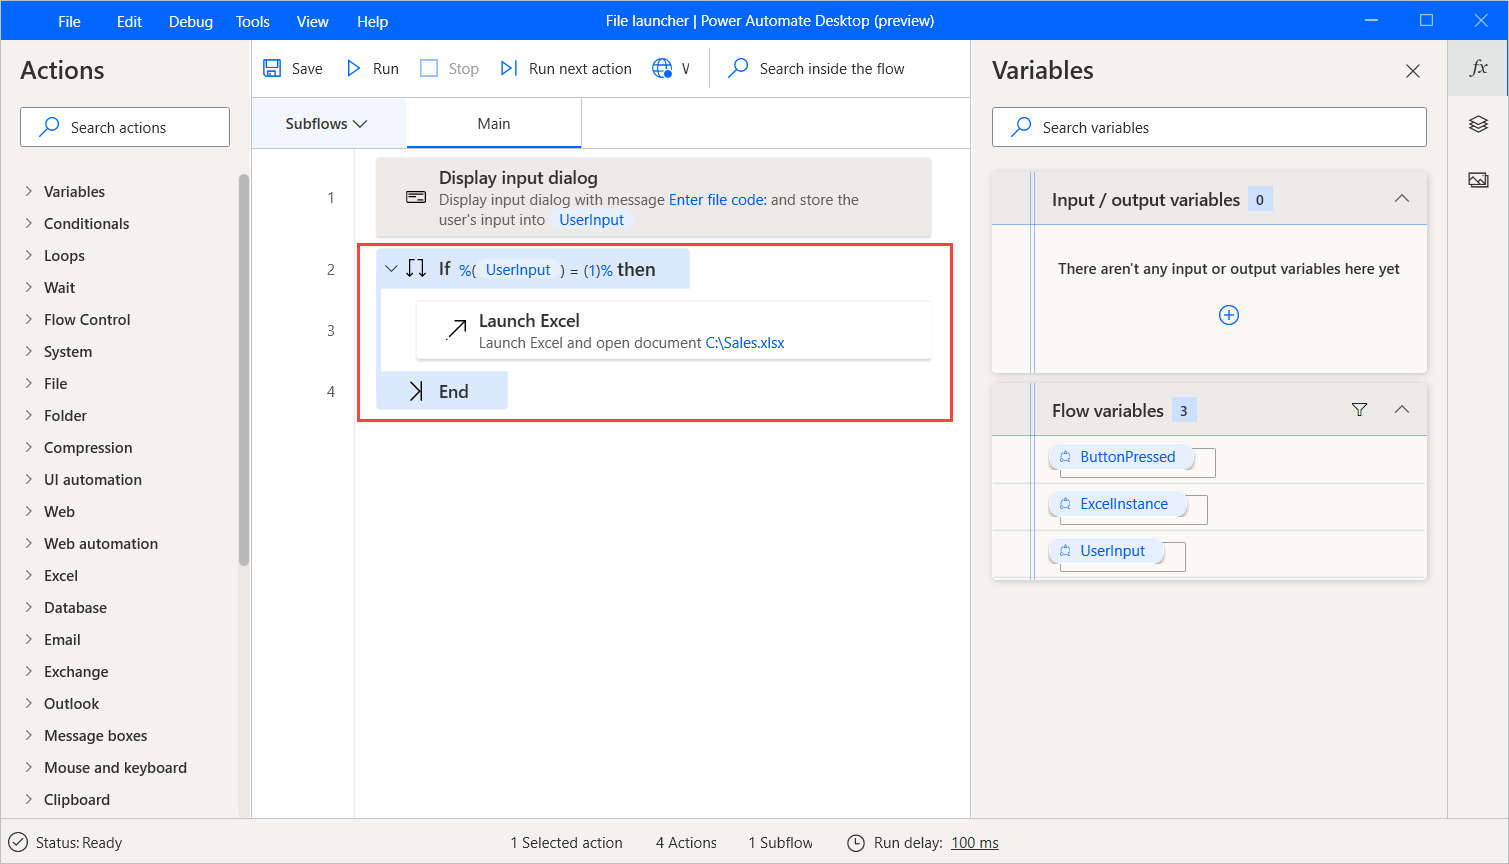 File Edit Debug Tools View Help File launcher | Power Automate Desktop (preview)
Actions
Search actions
Variables
Conditionals
Loops
Wait
Flow Control
System
File
Folder
Compression
UI automation
Web
Web automation
Excel
Database
Email
Exchange
Outlook
Message boxes
Mouse and keyboard
Clipboard
Save Run Stop Run next action V Search inside the flow
Subflows Main
1
Display input dialog
Display input dialog with message Enter file code: and store the
user's input into UserInput
2 If %( UserInput ) = (1)% then
3
Launch Excel
Launch Excel and open document C:\Sales.xlsx
4 End
Variables
fx
Search variables
Input / output variables 0
There aren't any input or output variables here yet
Flow variables 3
ButtonPressed
ExcelInstance
UserInput
Status: Ready 1 Selected action 4 Actions 1 Subflow Run delay: 100 ms